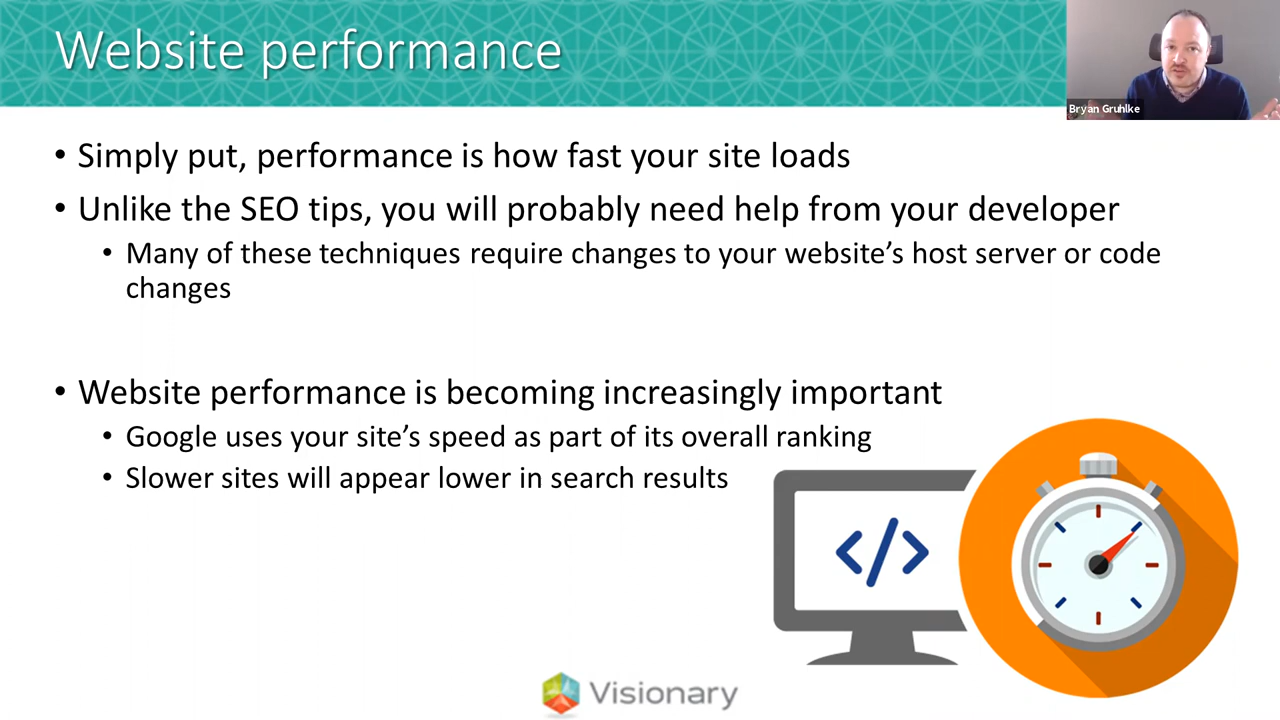 Website performance
Bryan Gruhlke
• Simply put, performance is how fast your site loads
• Unlike the SEO tips, you will probably need help from your developer
• Many of these techniques require changes to your website’s host server or code
changes
• Website performance is becoming increasingly important
• Google uses your site’s speed as part of its overall ranking
• Slower sites will appear lower in search results
</>
Visionary